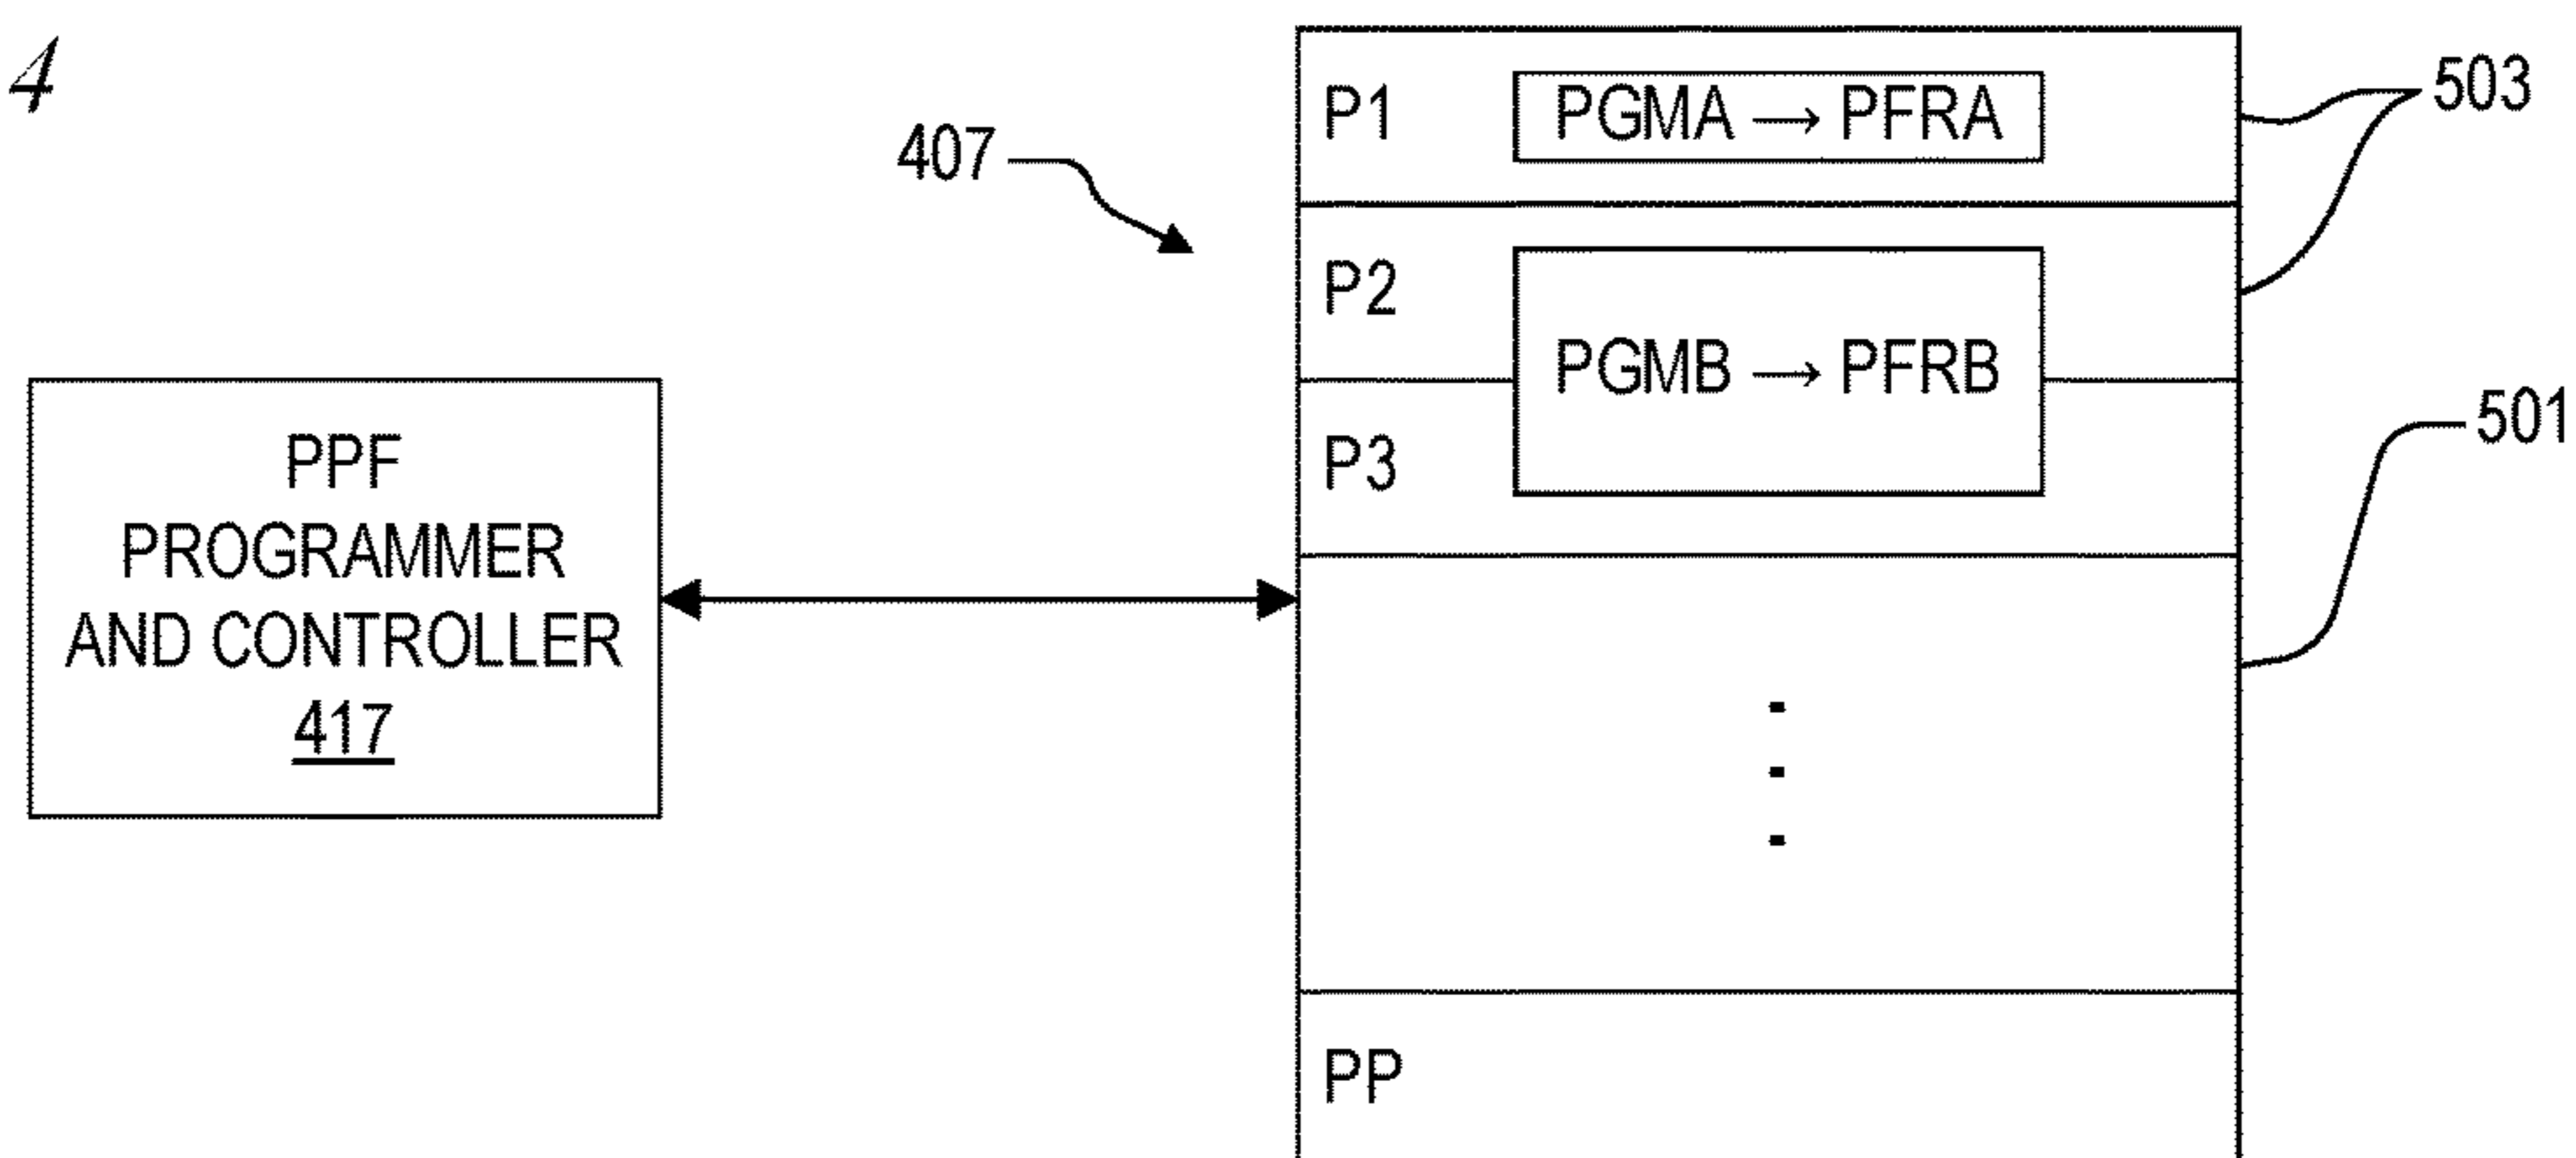 4
P1 PGMA → PFRA
503
407
P2
PGMB → PFRB
501
P3
PPF
PROGRAMMER
AND CONTROLLER
417
PP